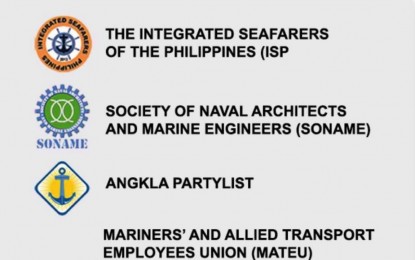 INTEGRATED SEAFARERS
PHILIPPINES
THE INTEGRATED SEAFARERS
OF THE PHILIPPINES (ISP
SONAME
SOCIETY OF NAVAL ARCHITECTS
AND MARINE ENGINEERS (SONAME)
ANGKLA PARTYLIST
MARINERS' AND ALLIED TRANSPORT
EMPLOYEES UNION (MATEU)